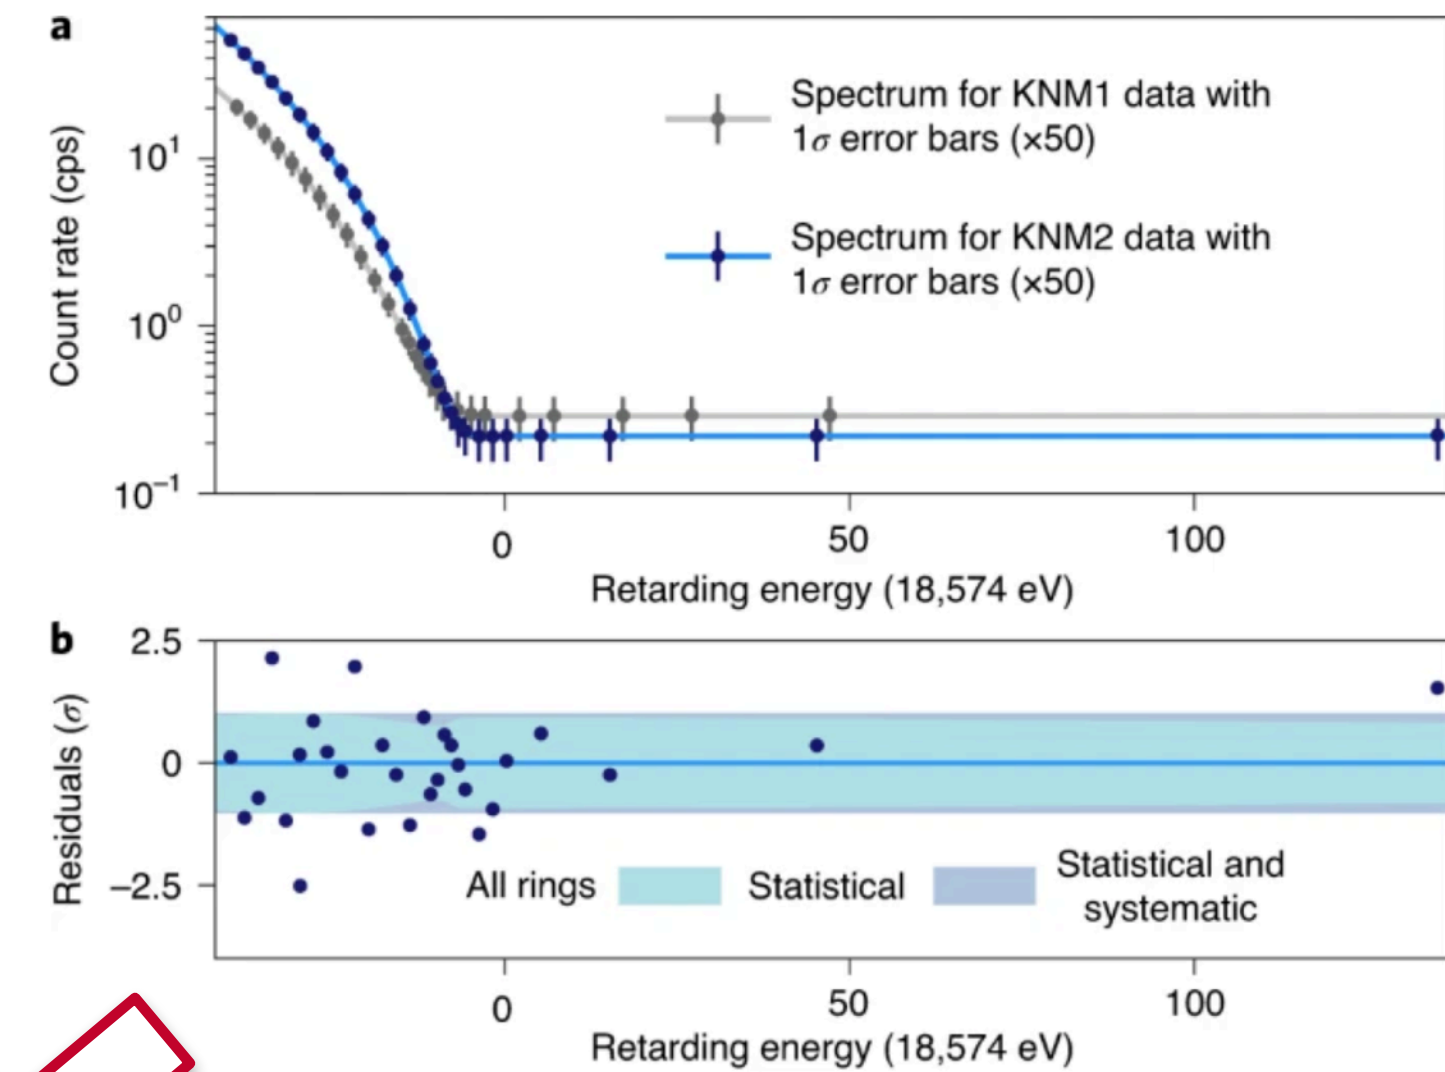 a
Count rate (cps)
10¹
10⁰
10⁻¹
Spectrum for KNM1 data with
1σ error bars (×50)
Spectrum for KNM2 data with
1σ error bars (×50)
0
50
100
Retarding energy (18,574 eV)
b
Residuals (σ)
2.5
0
−2.5
All rings
Statistical
Statistical and
systematic
0
50
100
Retarding energy (18,574 eV)